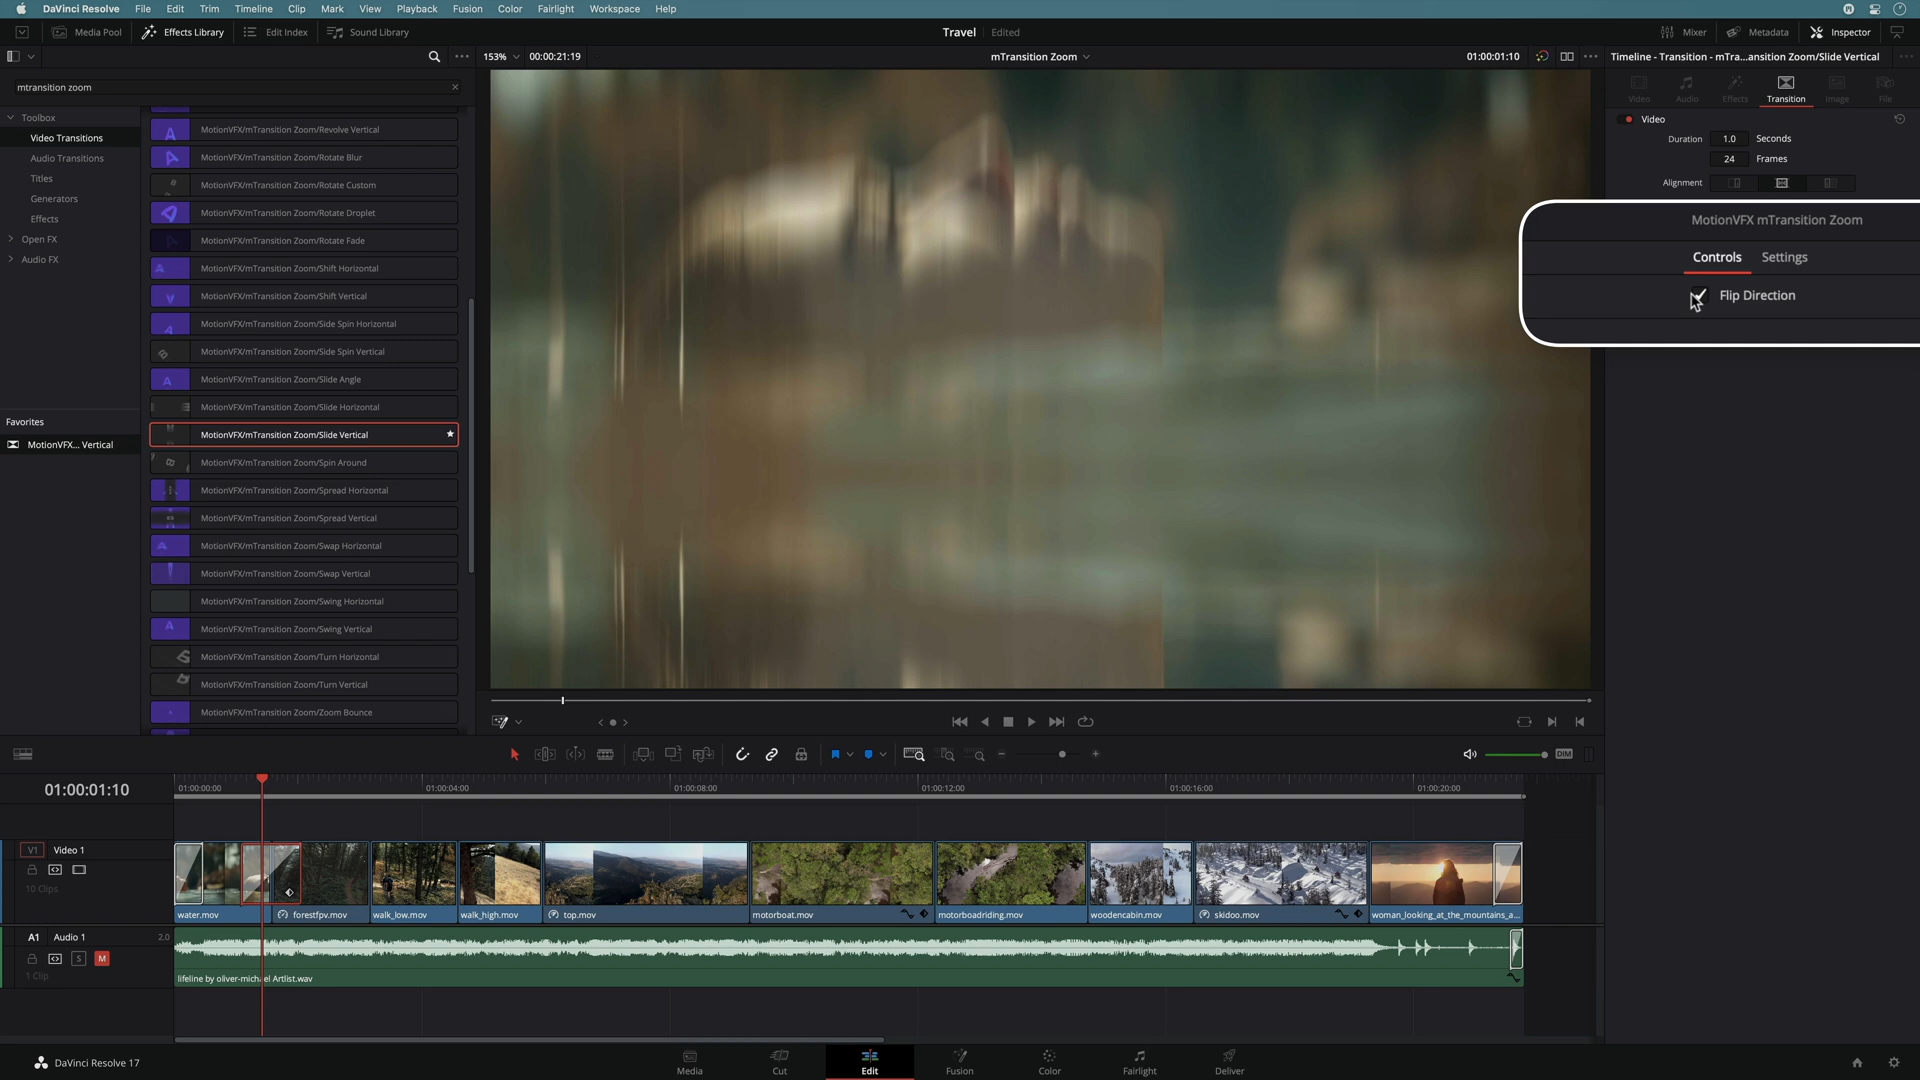 DaVinci Resolve File Edit Trim Timeline Clip Mark View Playback Fusion Color Fairlight Workspace Help
Media Pool Effects Library Edit Index Sound Library Travel Edited Mixer Metadata Inspector
153% 00:00:21:19 mTransition Zoom 01:00:01:10 Timeline - Transition - mTra...ansition Zoom/Slide Vertical
mtransition zoom
Video Audio Effects Transition Image File
Toolbox
Video Transitions
Audio Transitions
Titles
Generators
Effects
Open FX
Audio FX
Favorites
MotionVFX... Vertical
MotionVFX/mTransition Zoom/Revolve Vertical
MotionVFX/mTransition Zoom/Rotate Blur
MotionVFX/mTransition Zoom/Rotate Custom
MotionVFX/mTransition Zoom/Rotate Droplet
MotionVFX/mTransition Zoom/Rotate Fade
MotionVFX/mTransition Zoom/Shift Horizontal
MotionVFX/mTransition Zoom/Shift Vertical
MotionVFX/mTransition Zoom/Side Spin Horizontal
MotionVFX/mTransition Zoom/Side Spin Vertical
MotionVFX/mTransition Zoom/Slide Angle
MotionVFX/mTransition Zoom/Slide Horizontal
MotionVFX/mTransition Zoom/Slide Vertical
MotionVFX/mTransition Zoom/Spin Around
MotionVFX/mTransition Zoom/Spread Horizontal
MotionVFX/mTransition Zoom/Spread Vertical
MotionVFX/mTransition Zoom/Swap Horizontal
MotionVFX/mTransition Zoom/Swap Vertical
MotionVFX/mTransition Zoom/Swing Horizontal
MotionVFX/mTransition Zoom/Swing Vertical
MotionVFX/mTransition Zoom/Turn Horizontal
MotionVFX/mTransition Zoom/Turn Vertical
MotionVFX/mTransition Zoom/Zoom Bounce
Video
Duration 1.0 Seconds
24 Frames
Alignment
MotionVFX mTransition Zoom
Controls Settings
Flip Direction
DIM
01:00:01:10 01:00:00:00 01:00:04:00 01:00:08:00 01:00:12:00 01:00:16:00 01:00:20:00
V1 Video 1
10 Clips
water.mov forestfpv.mov walk_low.mov walk_high.mov top.mov motorboat.mov motorboadriding.mov woodencabin.mov skidoo.mov woman_looking_at_the_mountains_a...
A1 Audio 1 2.0
S M
1 Clip
lifeline by oliver-michael Artlist.wav
DaVinci Resolve 17 Media Cut Edit Fusion Color Fairlight Deliver